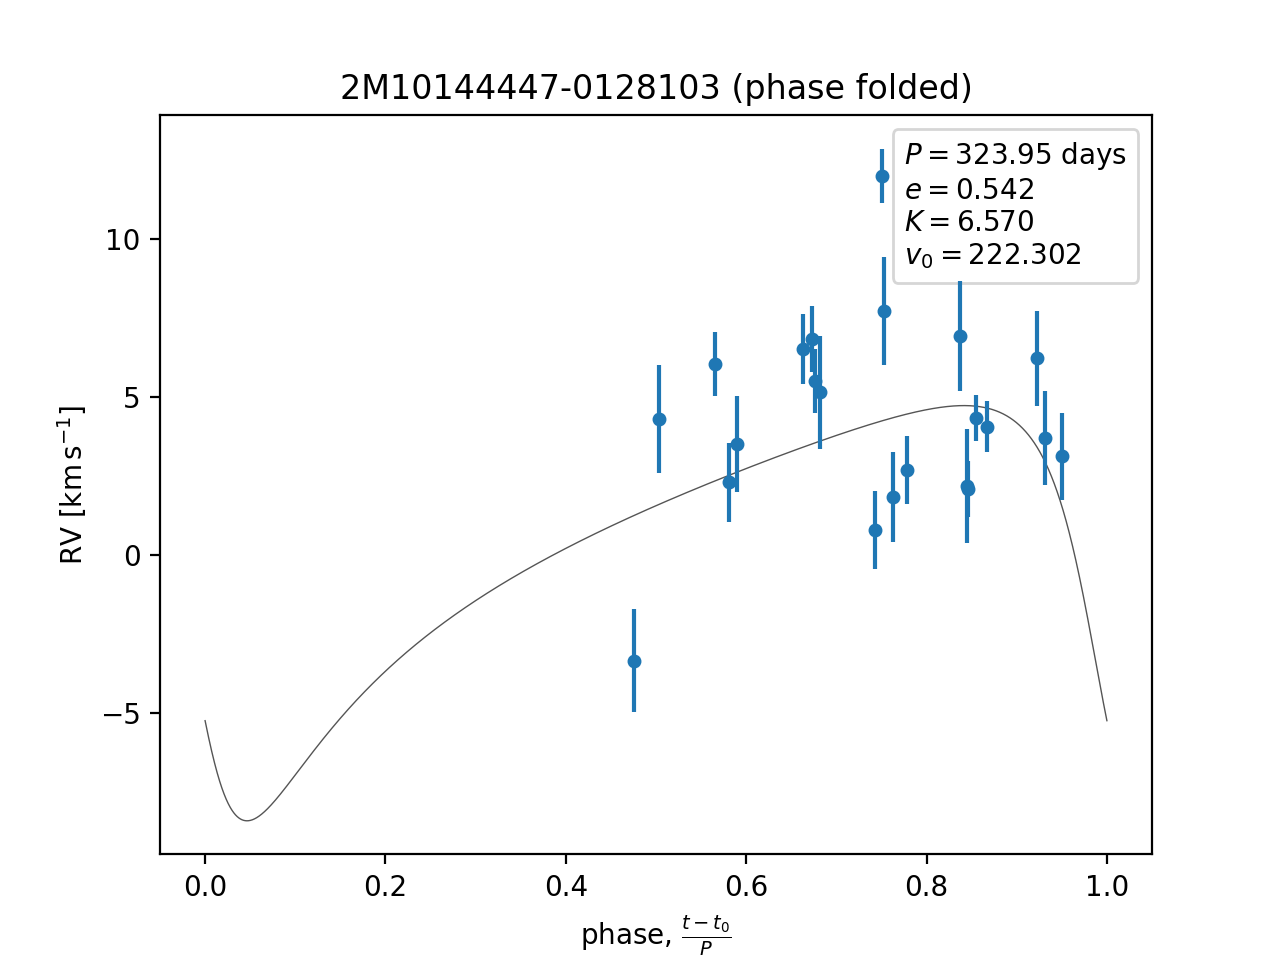 2M10144447-0128103 (phase folded)
P = 323.95 days
e = 0.542
K = 6.570
v₀ = 222.302
RV [km s⁻¹]
10
5
0
−5
0.0 0.2 0.4 0.6 0.8 1.0
phase, (t − t₀)/P